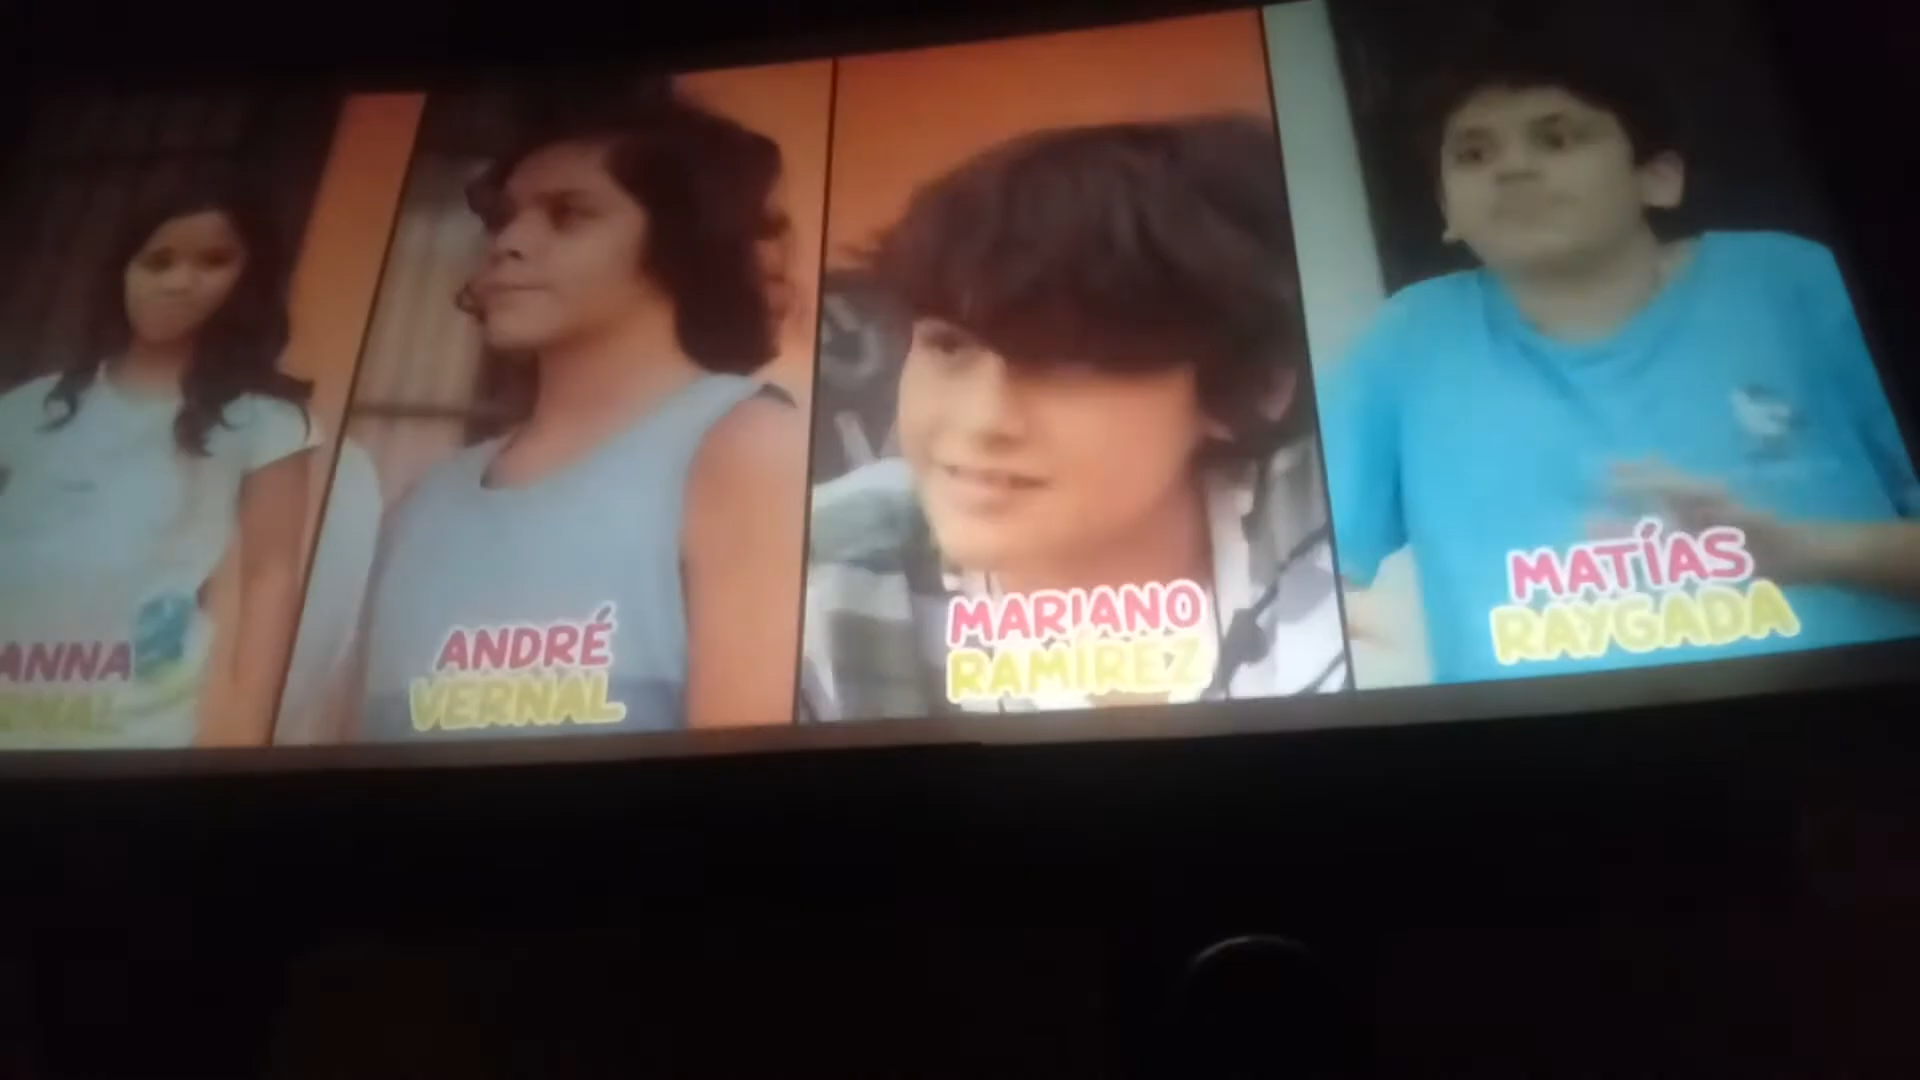 ANNA
ANDRÉ
VERNAL
MARIANO
RAMÍREZ
MATÍAS
RAYGADA